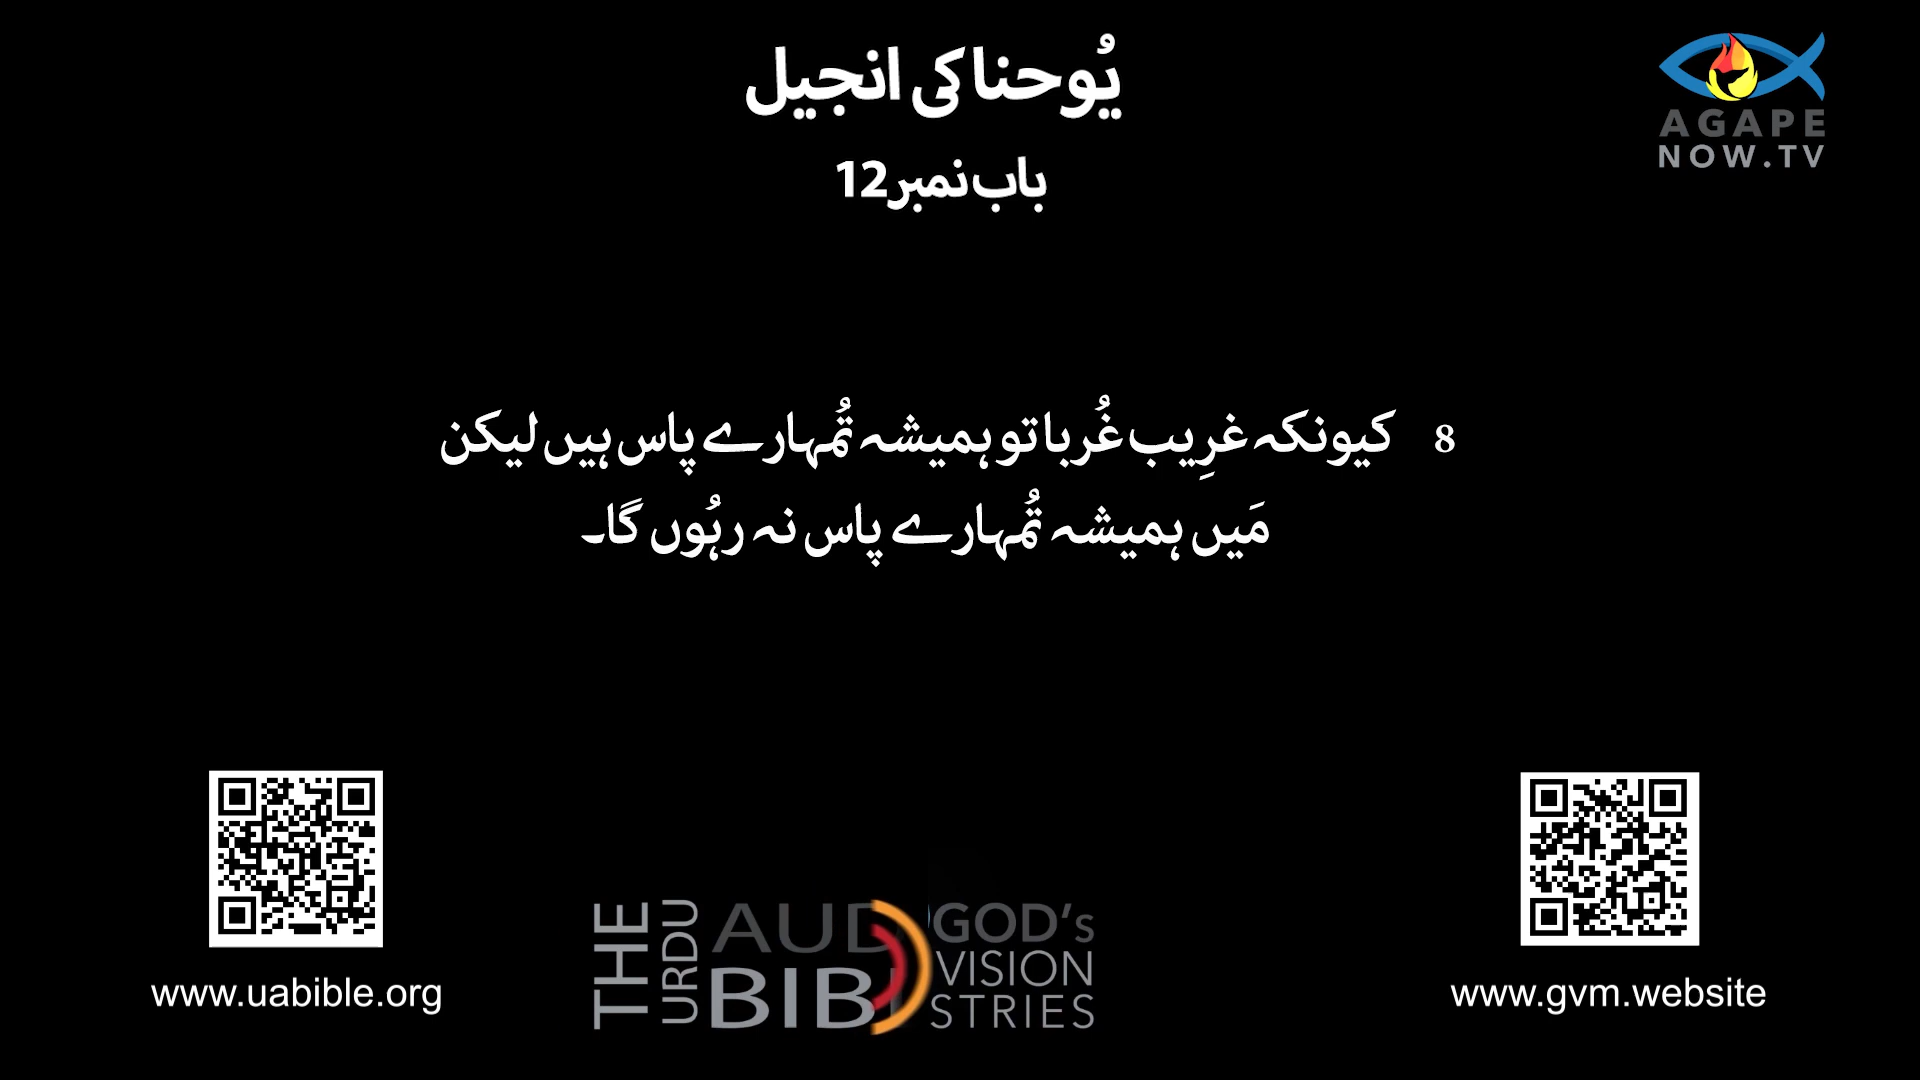 یُوحنا کی انجیل
باب نمبر12
AGAPE
NOW.TV
8 کیونکہ غرِیب غُربا تو ہمیشہ تُمہارے پاس ہیں لیکن
مَیں ہمیشہ تُمہارے پاس نہ رہُوں گا۔
www.uabible.org
THE
URDU
AUD
BIB
GOD's
VISION
STRIES
www.gvm.website